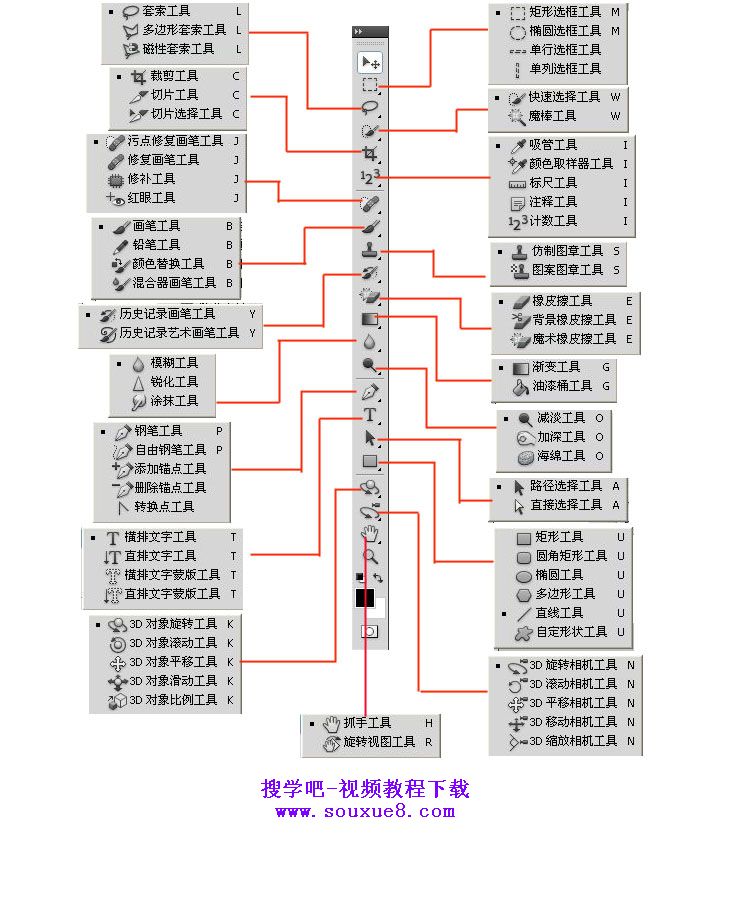 套索工具 L
多边形套索工具 L
磁性套索工具 L
裁剪工具 C
切片工具 C
切片选择工具 C
污点修复画笔工具 J
修复画笔工具 J
修补工具 J
红眼工具 J
画笔工具 B
铅笔工具 B
颜色替换工具 B
混合器画笔工具 B
历史记录画笔工具 Y
历史记录艺术画笔工具 Y
模糊工具
锐化工具
涂抹工具
钢笔工具 P
自由钢笔工具 P
添加锚点工具
删除锚点工具
转换点工具
横排文字工具 T
直排文字工具 T
横排文字蒙版工具 T
直排文字蒙版工具 T
3D 对象旋转工具 K
3D 对象滚动工具 K
3D 对象平移工具 K
3D 对象滑动工具 K
3D 对象比例工具 K
矩形选框工具 M
椭圆选框工具 M
单行选框工具
单列选框工具
快速选择工具 W
魔棒工具 W
吸管工具 I
颜色取样器工具 I
标尺工具 I
注释工具 I
123 计数工具 I
仿制图章工具 S
图案图章工具 S
橡皮擦工具 E
背景橡皮擦工具 E
魔术橡皮擦工具 E
渐变工具 G
油漆桶工具 G
减淡工具 O
加深工具 O
海绵工具 O
路径选择工具 A
直接选择工具 A
矩形工具 U
圆角矩形工具 U
椭圆工具 U
多边形工具 U
直线工具 U
自定形状工具 U
3D 旋转相机工具 N
3D 滚动相机工具 N
3D 平移相机工具 N
3D 移动相机工具 N
3D 缩放相机工具 N
抓手工具 H
旋转视图工具 R
搜学吧-视频教程下载
www.souxue8.com